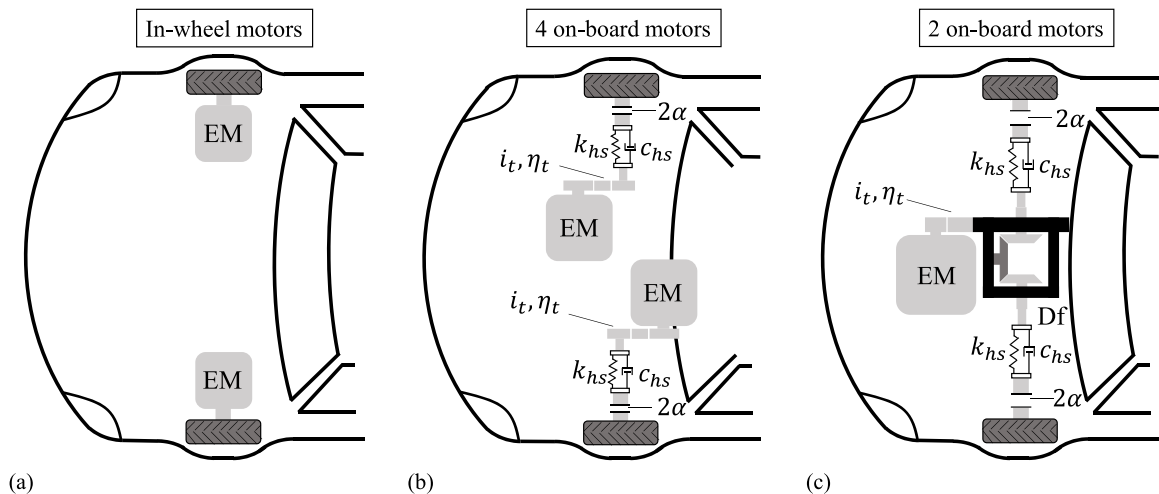 In-wheel motors
EM
EM
(a)
4 on-board motors
2α
k_hs c_hs
i_t, η_t
EM
EM
i_t, η_t
k_hs c_hs
2α
(b)
2 on-board motors
2α
k_hs c_hs
i_t, η_t
EM
Df
k_hs c_hs
2α
(c)